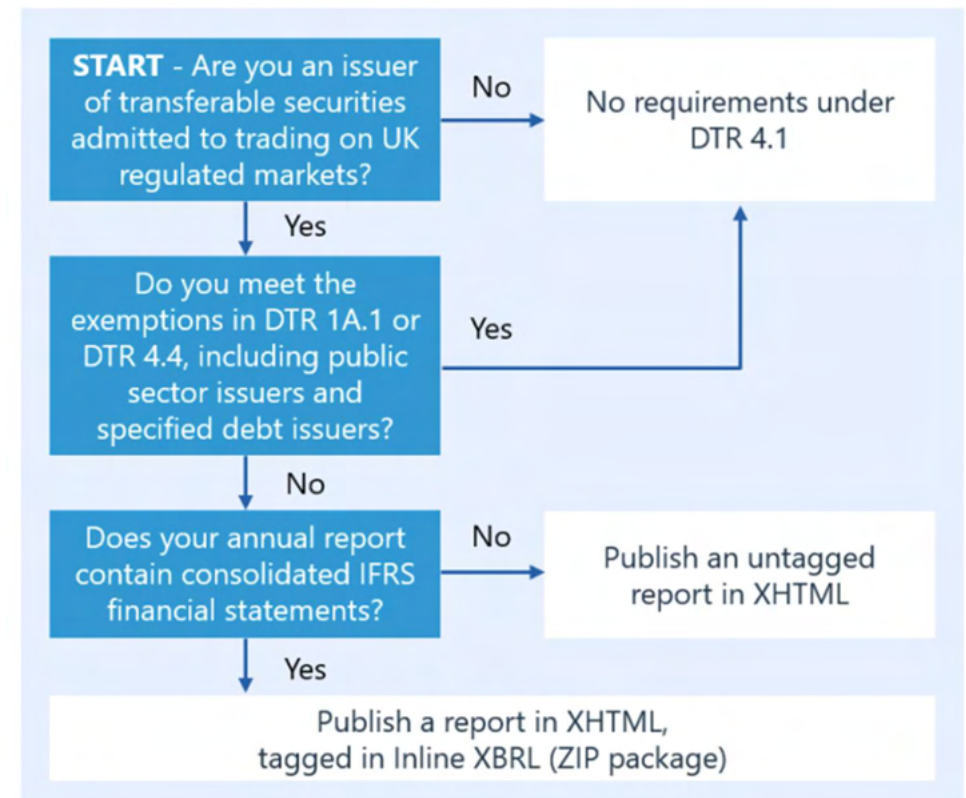 START - Are you an issuer
of transferable securities
admitted to trading on UK
regulated markets?
No
No requirements under
DTR 4.1
Yes
Do you meet the
exemptions in DTR 1A.1 or
DTR 4.4, including public
sector issuers and
specified debt issuers?
Yes
No
Does your annual report
contain consolidated IFRS
financial statements?
No
Publish an untagged
report in XHTML
Yes
Publish a report in XHTML,
tagged in Inline XBRL (ZIP package)